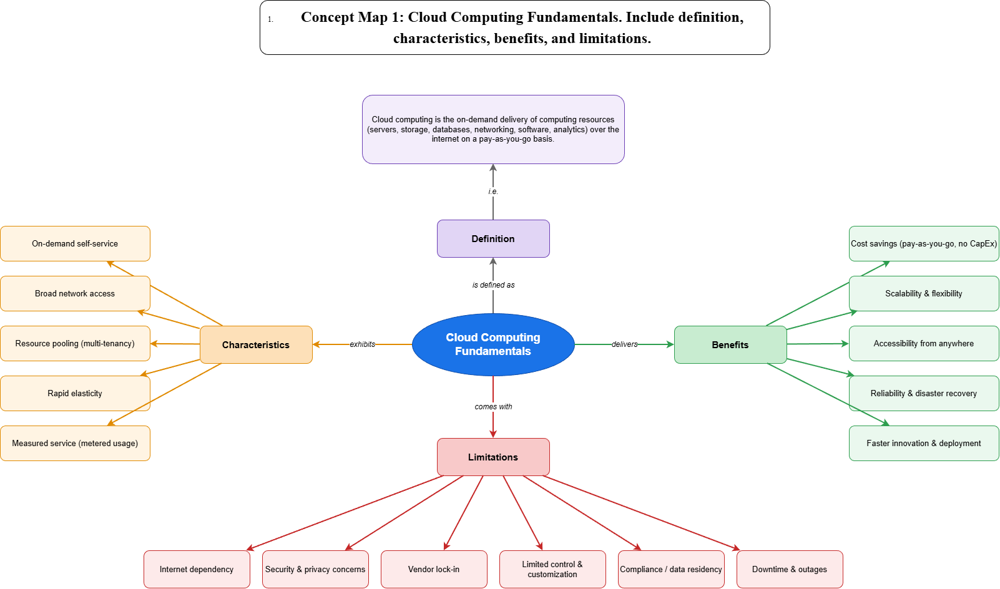 1. Concept Map 1: Cloud Computing Fundamentals. Include definition,
characteristics, benefits, and limitations.
Cloud computing is the on-demand delivery of computing resources
(servers, storage, databases, networking, software, analytics) over the
internet on a pay-as-you-go basis.
i.e.
Definition
is defined as
On-demand self-service
Broad network access
Resource pooling (multi-tenancy)
Rapid elasticity
Measured service (metered usage)
Characteristics
exhibits
Cloud Computing
Fundamentals
delivers
Benefits
Cost savings (pay-as-you-go, no CapEx)
Scalability & flexibility
Accessibility from anywhere
Reliability & disaster recovery
Faster innovation & deployment
comes with
Limitations
Internet dependency
Security & privacy concerns
Vendor lock-in
Limited control &
customization
Compliance / data residency
Downtime & outages